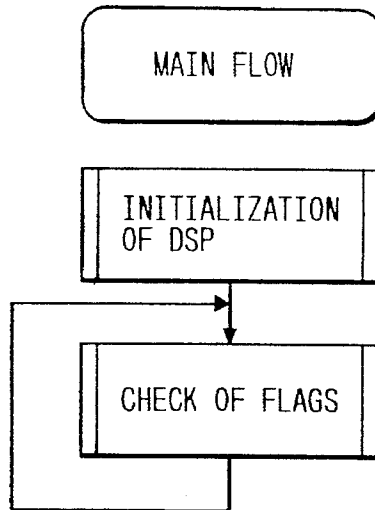 MAIN FLOW
INITIALIZATION
OF DSP
CHECK OF FLAGS